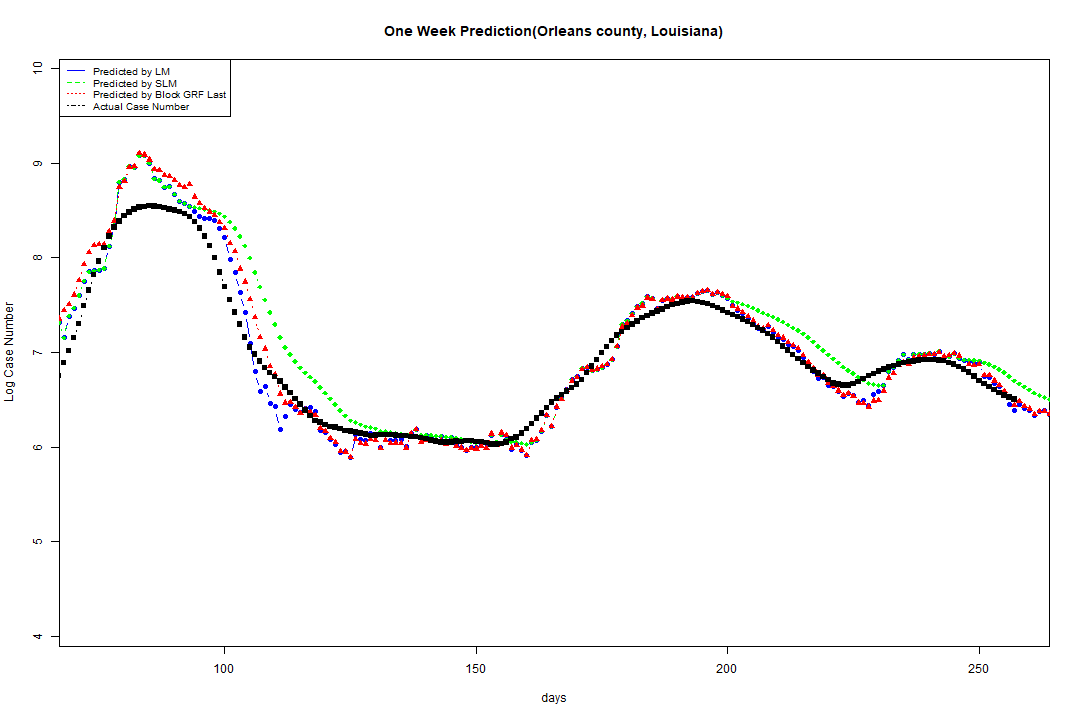 One Week Prediction(Orleans county, Louisiana)
Predicted by LM
Predicted by SLM
Predicted by Block GRF Last
Actual Case Number
10
9
8
7
6
5
4
Log Case Number
100
150
200
250
days